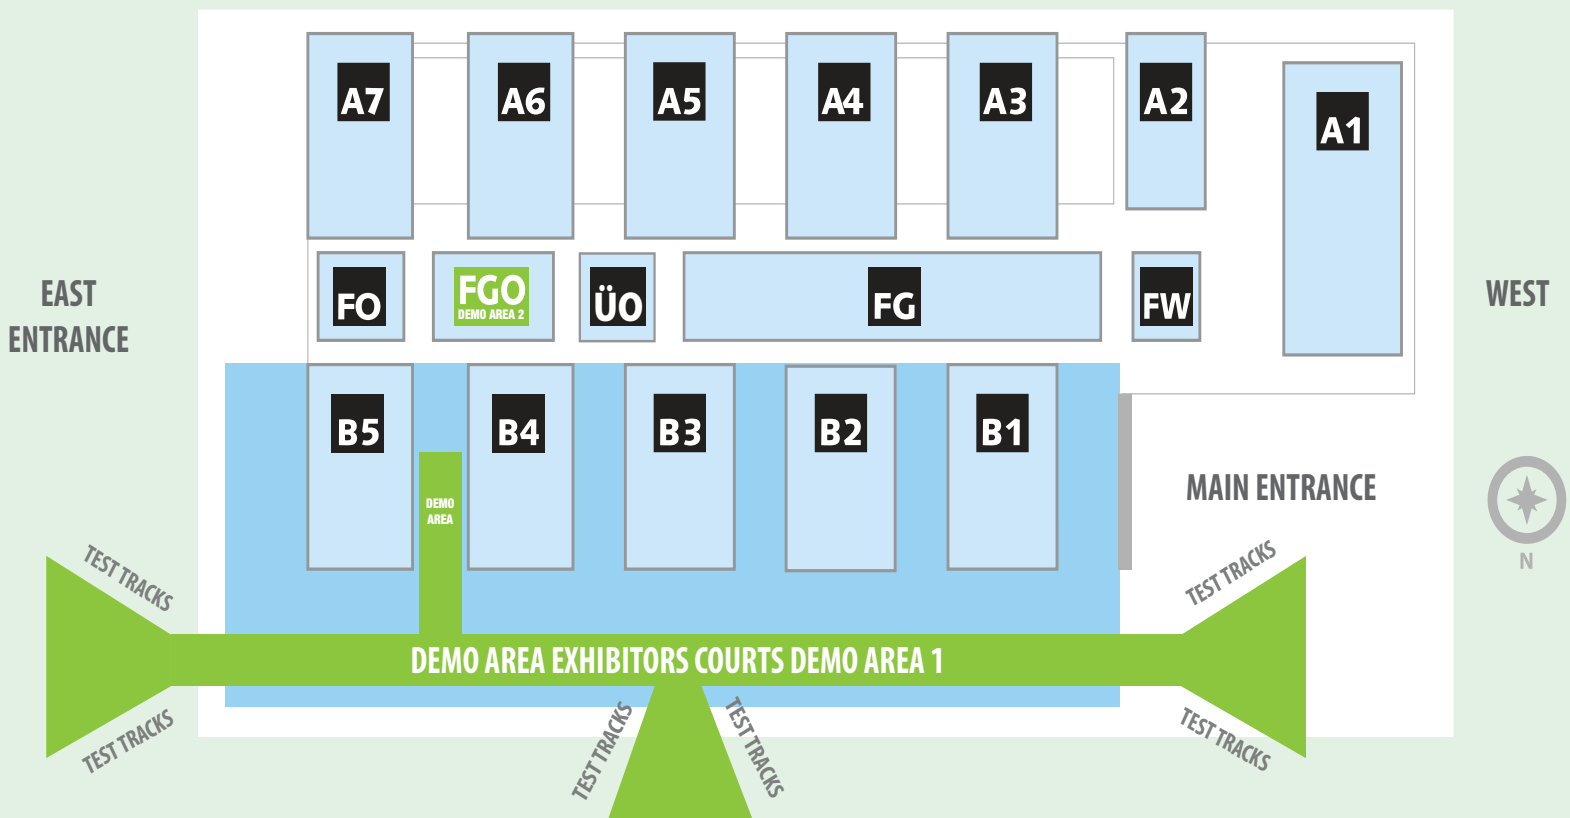 A7
A6
A5
A4
A3
A2
A1
EAST
ENTRANCE
FO
FGO
DEMO AREA 2
ÜO
FG
FW
WEST
B5
B4
B3
B2
B1
MAIN ENTRANCE
DEMO
AREA
N
TEST TRACKS
TEST TRACKS
DEMO AREA EXHIBITORS COURTS DEMO AREA 1
TEST TRACKS
TEST TRACKS
TEST TRACKS
TEST TRACKS